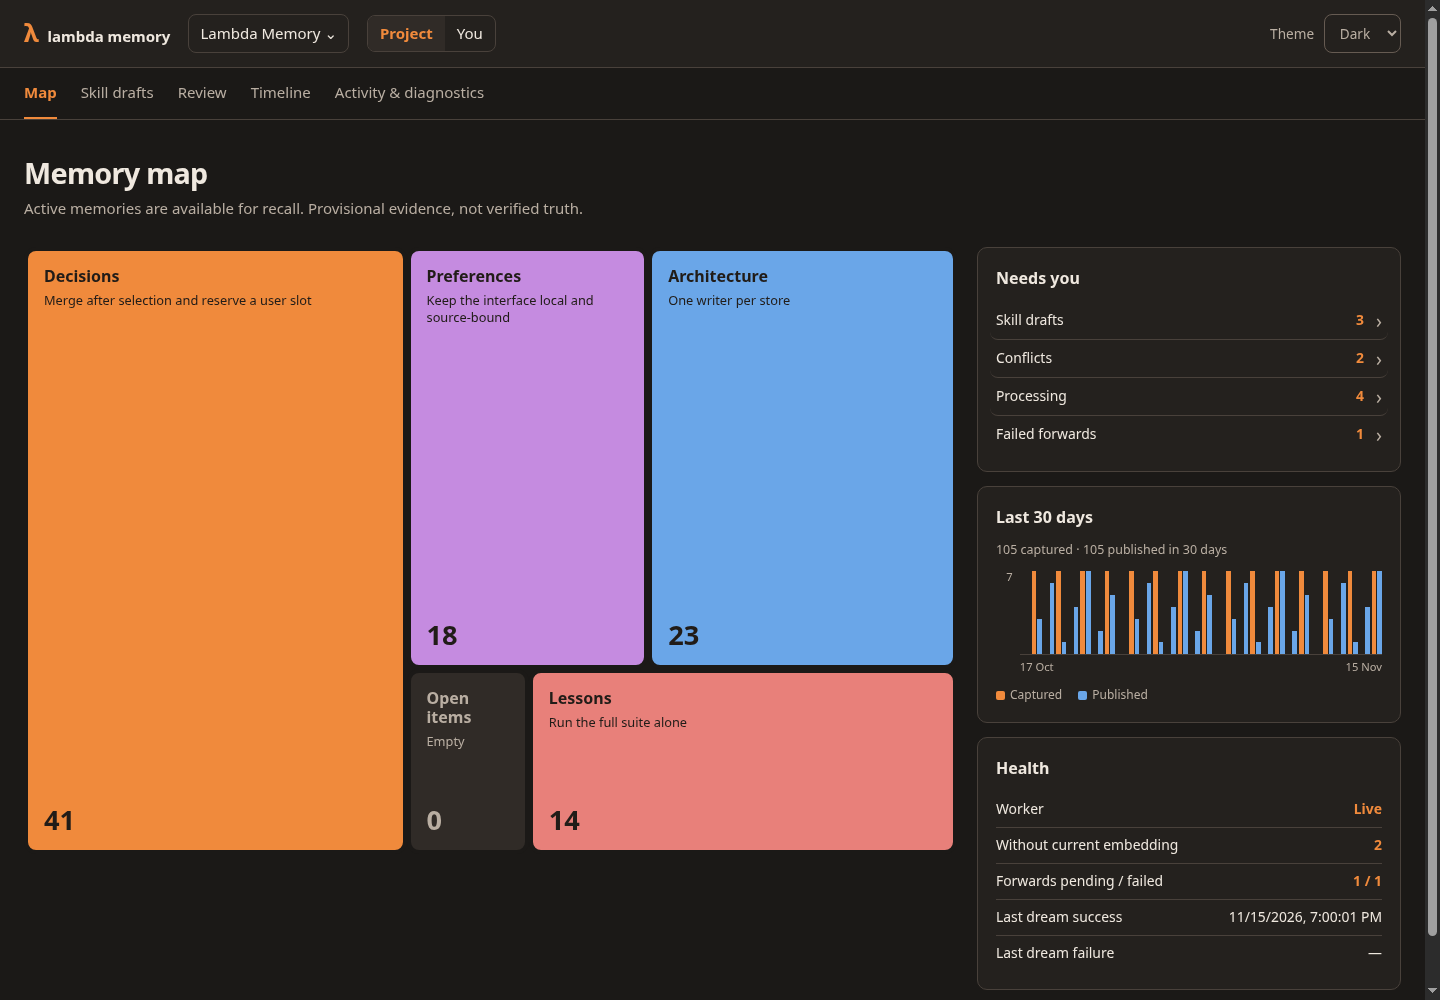 λ lambda memory
Lambda Memory
Project
You
Theme
Dark
Map
Skill drafts
Review
Timeline
Activity & diagnostics
Memory map
Active memories are available for recall. Provisional evidence, not verified truth.
Decisions
Merge after selection and reserve a user slot
41
Preferences
Keep the interface local and
source-bound
18
Architecture
One writer per store
23
Open
items
Empty
0
Lessons
Run the full suite alone
14
Needs you
Skill drafts 3 ›
Conflicts 2 ›
Processing 4 ›
Failed forwards 1 ›
Last 30 days
105 captured · 105 published in 30 days
7
17 Oct 15 Nov
Captured Published
Health
Worker Live
Without current embedding 2
Forwards pending / failed 1 / 1
Last dream success 11/15/2026, 7:00:01 PM
Last dream failure —